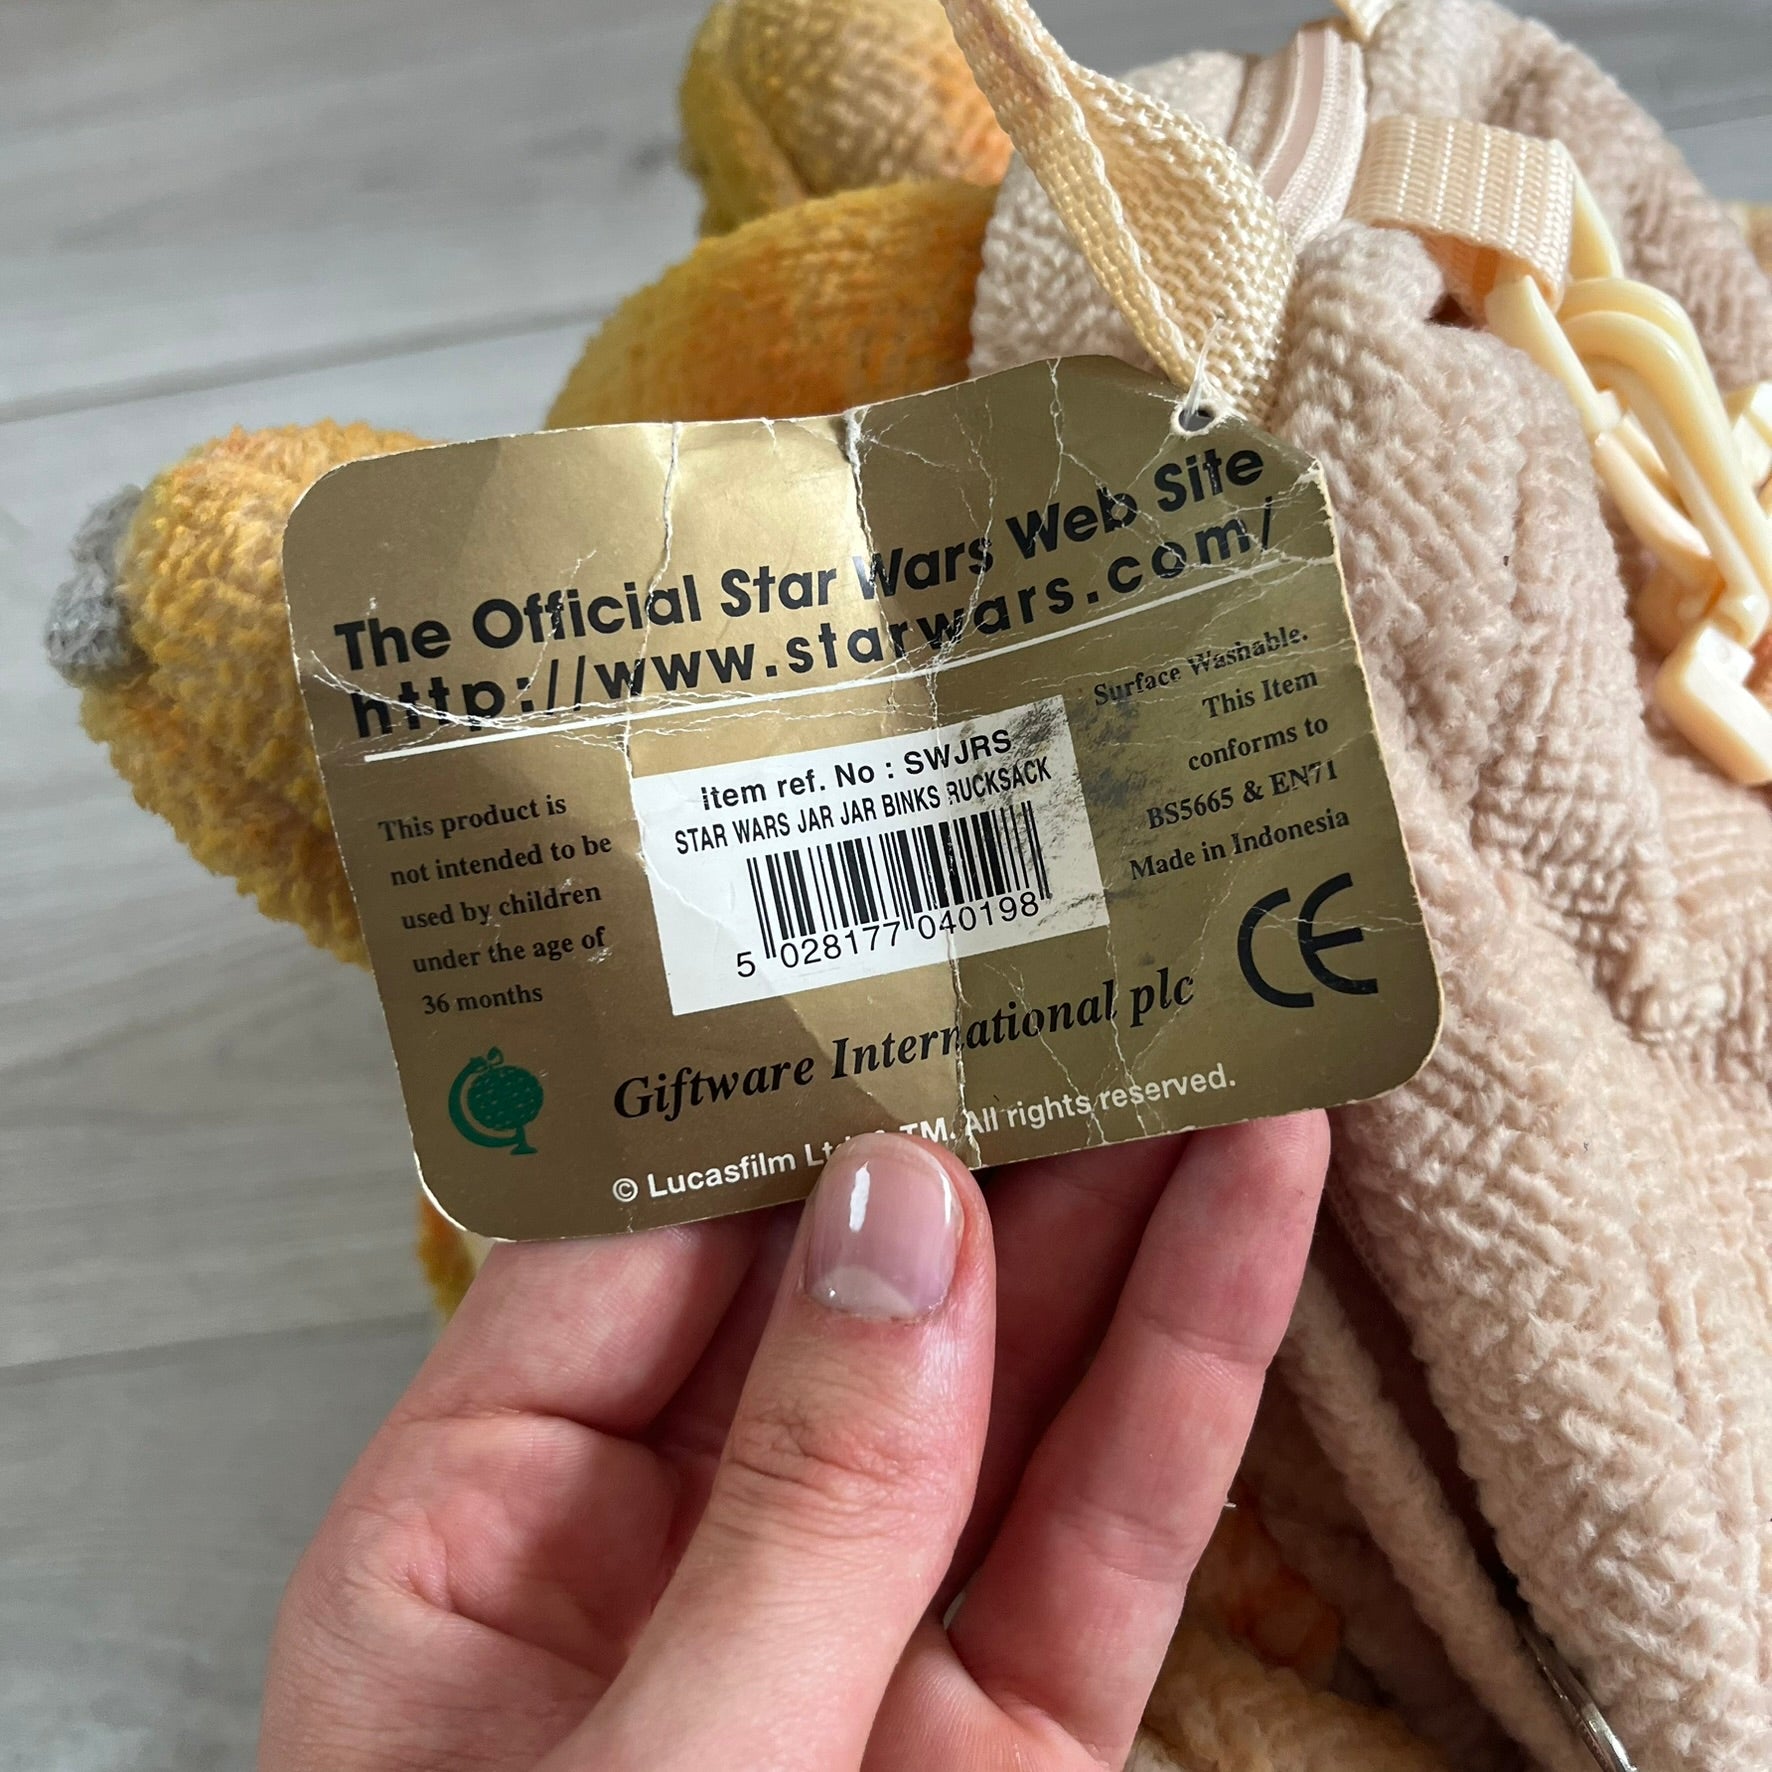 The Official Star Wars Web Site
http://www.starwars.com/
This product is
not intended to be
used by children
under the age of
36 months
Item ref. No : SWJRS
STAR WARS JAR JAR BINKS RUCKSACK
5 028177 040198
Surface Washable.
This Item
conforms to
BS5665 & EN71
Made in Indonesia
CE
Giftware International plc
© Lucasfilm TM. All rights reserved.